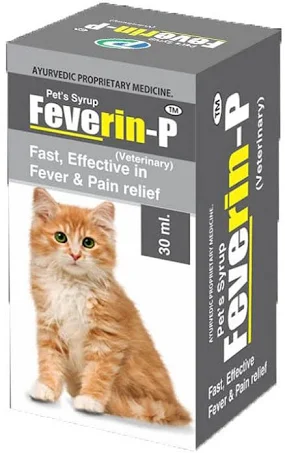 AYURVEDIC PROPRIETARY MEDICINE.
Pet's Syrup
Feverin-P TM
(Veterinary)
Fast, Effective in
Fever & Pain relief
30 ml.
AYURVEDIC PROPRIETARY MEDICINE.
Pet's Syrup
Feverin-P TM
(Veterinary)
Fast, Effective
Fever & Pain relief
Feverin-P